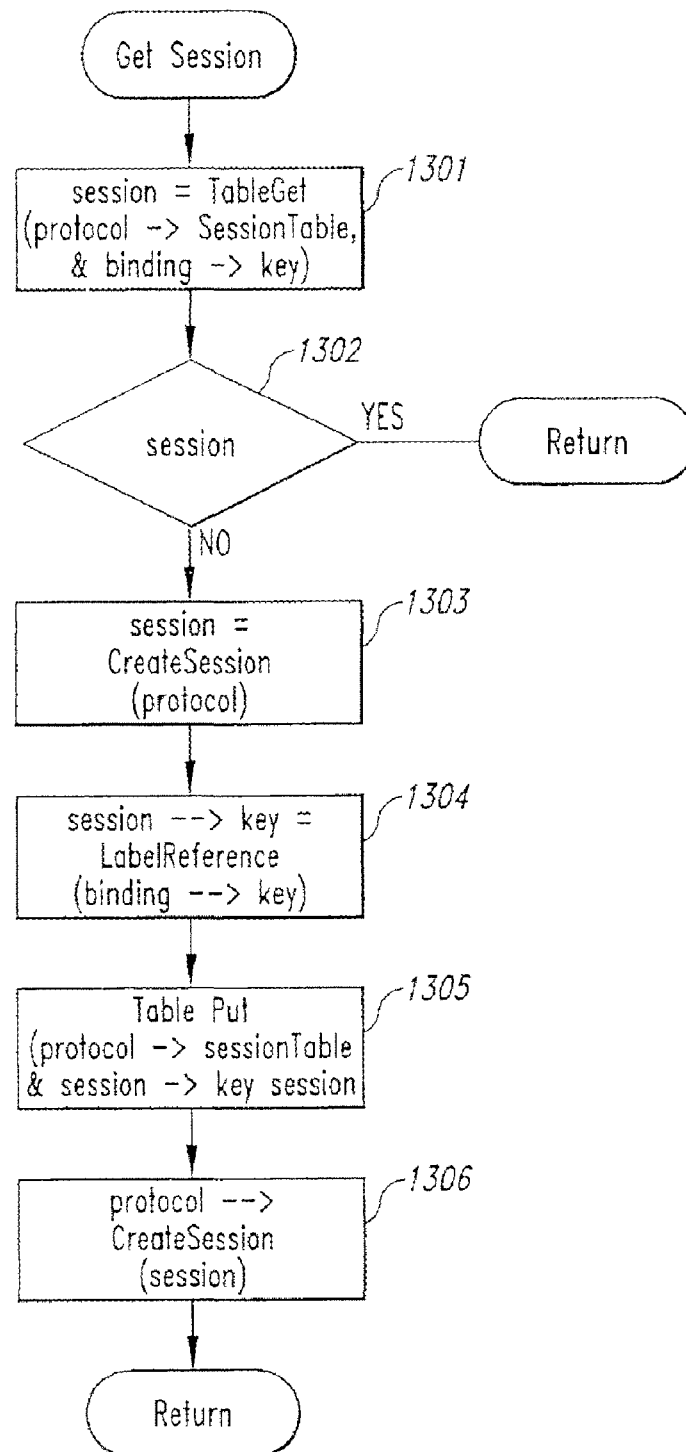 Get Session
1301
session = TableGet
(protocol -> SessionTable,
& binding -> key)
1302
session
YES
Return
NO
1303
session =
CreateSession
(protocol)
1304
session --> key =
LabelReference
(binding --> key)
1305
Table Put
(protocol -> sessionTable
& session -> key session
1306
protocol -->
CreateSession
(session)
Return